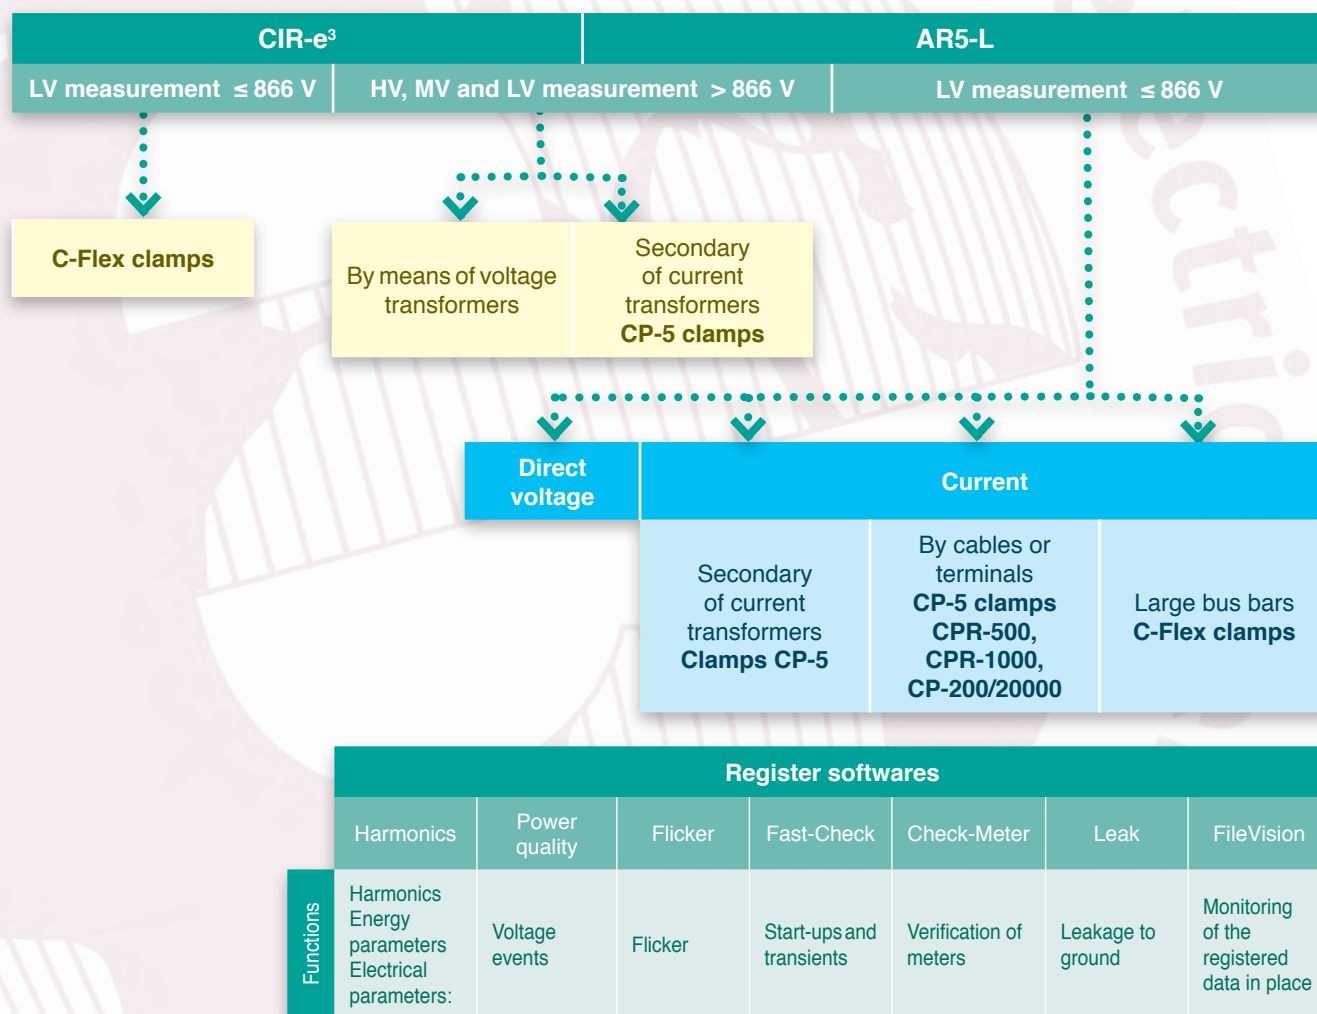 CIR-e³
AR5-L
LV measurement ≤ 866 V
HV, MV and LV measurement > 866 V
LV measurement ≤ 866 V
C-Flex clamps
By means of voltage
transformers
Secondary
of current
transformers
CP-5 clamps
Direct
voltage
Current
Secondary
of current
transformers
Clamps CP-5
By cables or
terminals
CP-5 clamps
CPR-500,
CPR-1000,
CP-200/20000
Large bus bars
C-Flex clamps
Register softwares
Harmonics
Power
quality
Flicker
Fast-Check
Check-Meter
Leak
FileVision
Functions
Harmonics
Energy
parameters
Electrical
parameters:
Voltage
events
Flicker
Start-ups and
transients
Verification of
meters
Leakage to
ground
Monitoring
of the
registered
data in place